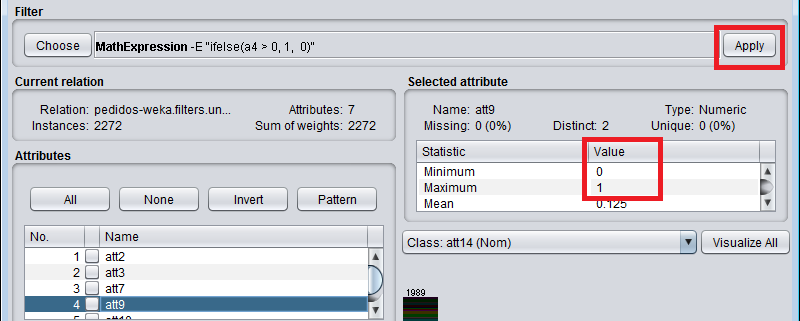 Filter
Choose MathExpression -E "ifelse(a4 > 0, 1, 0)" Apply
Current relation
Relation: pedidos-weka.filters.un... Attributes: 7
Instances: 2272 Sum of weights: 2272
Selected attribute
Name: att9 Type: Numeric
Missing: 0 (0%) Distinct: 2 Unique: 0 (0%)
Statistic Value
Minimum 0
Maximum 1
Mean 0.125
Attributes
All None Invert Pattern
No. Name
1 att2
2 att3
3 att7
4 att9
5 att10
Class: att14 (Nom) Visualize All
1989